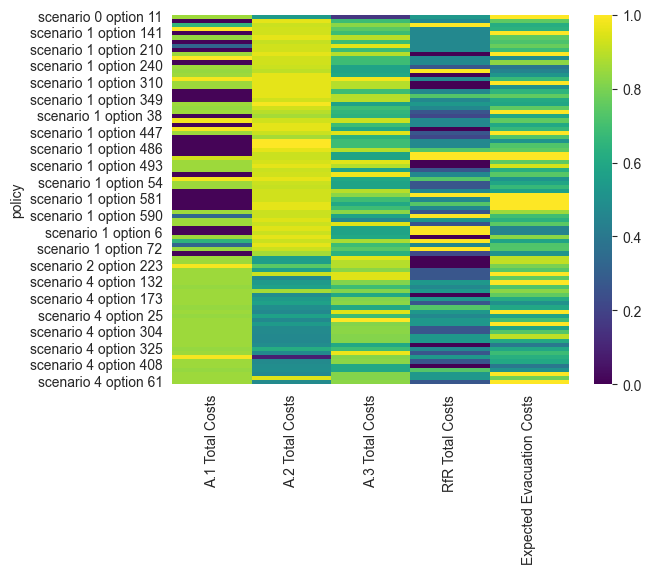 policy
scenario 0 option 11
scenario 1 option 141
scenario 1 option 210
scenario 1 option 240
scenario 1 option 310
scenario 1 option 349
scenario 1 option 38
scenario 1 option 447
scenario 1 option 486
scenario 1 option 493
scenario 1 option 54
scenario 1 option 581
scenario 1 option 590
scenario 1 option 6
scenario 1 option 72
scenario 2 option 223
scenario 4 option 132
scenario 4 option 173
scenario 4 option 25
scenario 4 option 304
scenario 4 option 325
scenario 4 option 408
scenario 4 option 61
A.1 Total Costs
A.2 Total Costs
A.3 Total Costs
RfR Total Costs
Expected Evacuation Costs
1.0
0.8
0.6
0.4
0.2
0.0